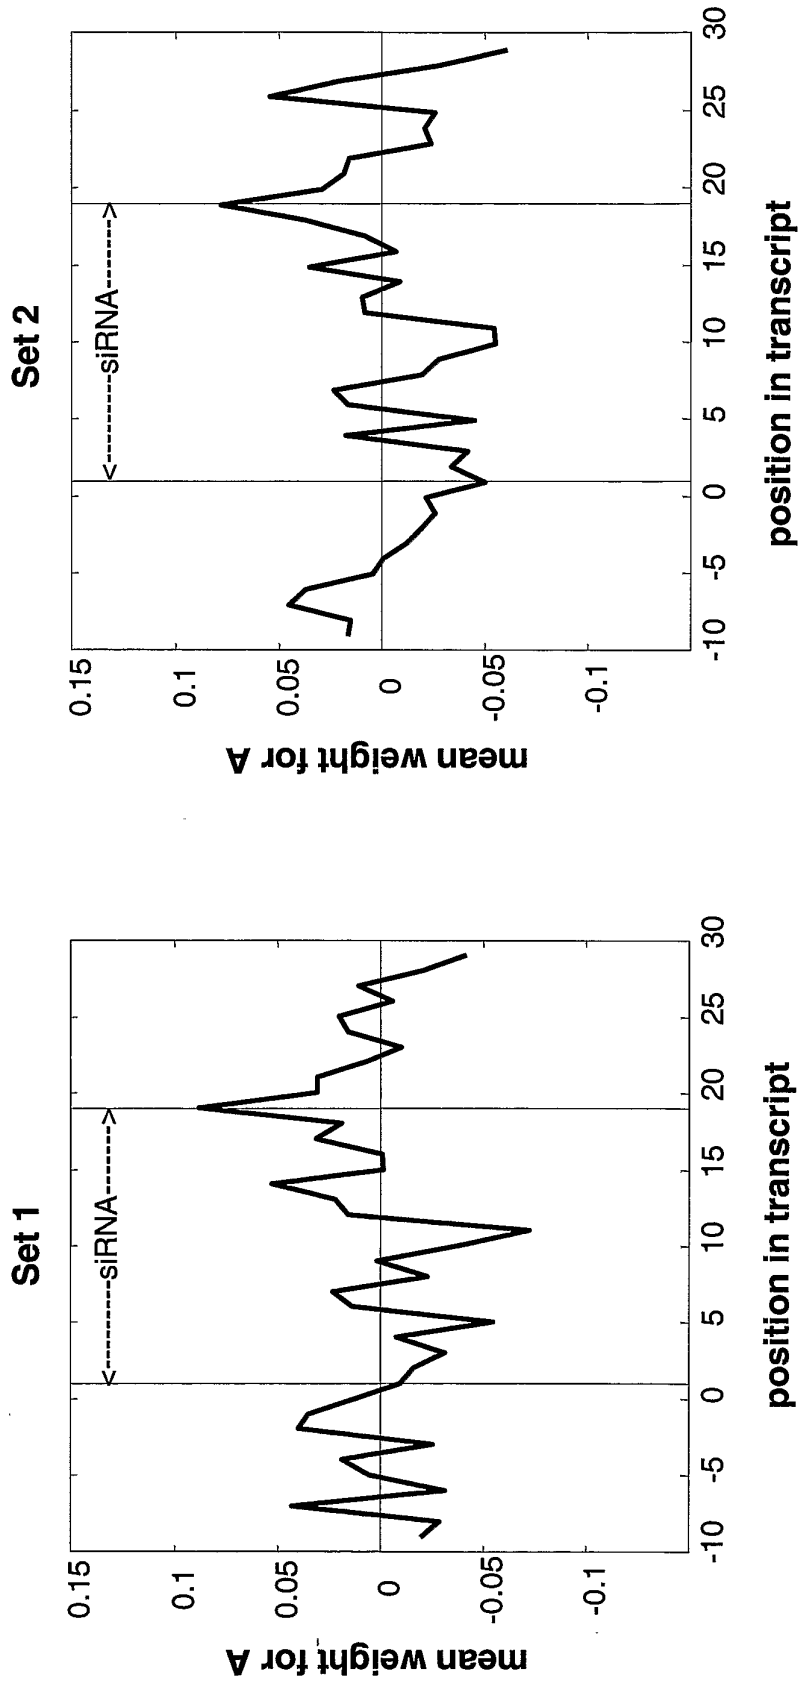 Set 1
0.15
0.1
0.05
0
-0.05
-0.1
mean weight for A
<-------siRNA------->
-10 -5 0 5 10 15 20 25 30
position in transcript
Set 2
0.15
0.1
0.05
0
-0.05
-0.1
mean weight for A
<-------siRNA------->
-10 -5 0 5 10 15 20 25 30
position in transcript